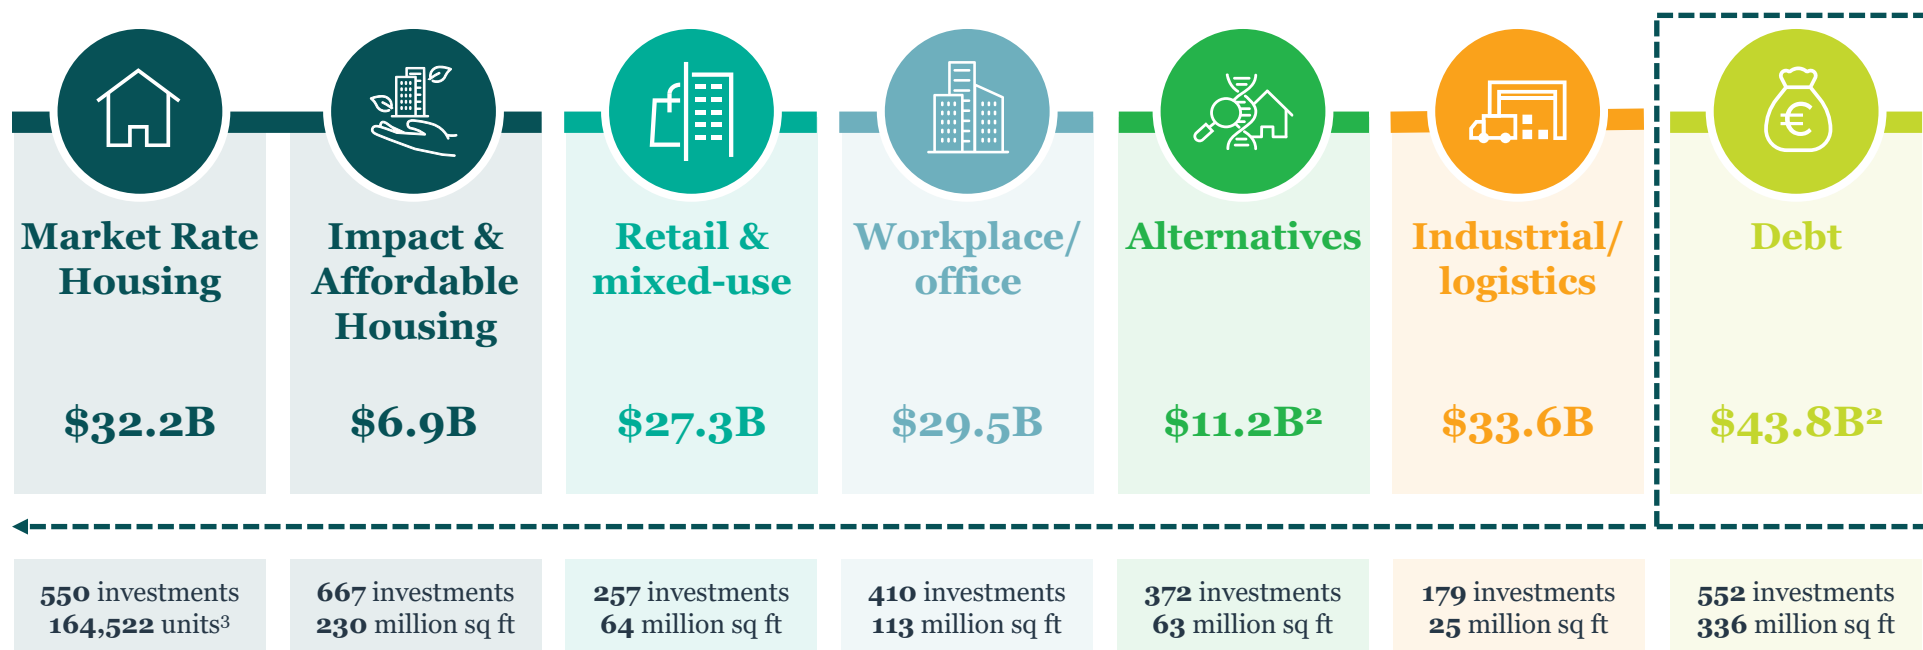 Market Rate
Housing
$32.2B
550 investments
164,522 units³
Impact &
Affordable
Housing
$6.9B
667 investments
230 million sq ft
Retail &
mixed-use
$27.3B
257 investments
64 million sq ft
Workplace/
office
$29.5B
410 investments
113 million sq ft
Alternatives
$11.2B²
372 investments
63 million sq ft
Industrial/
logistics
$33.6B
179 investments
25 million sq ft
€
Debt
$43.8B²
552 investments
336 million sq ft